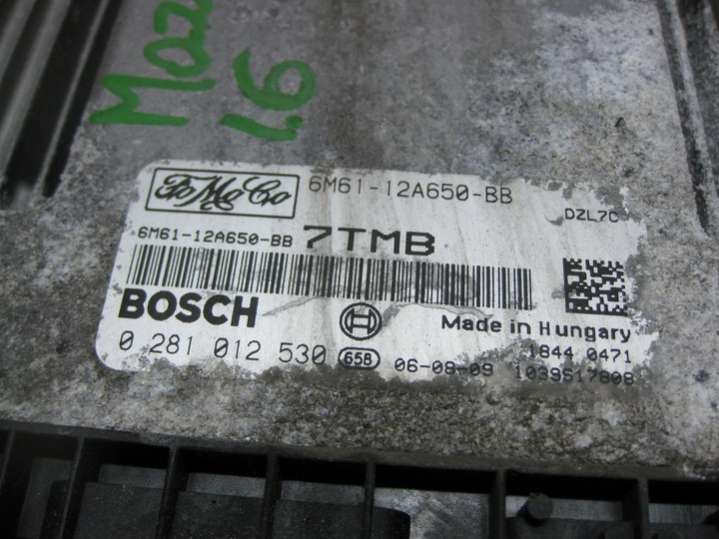 Maz
1.6
FoMoCo
6M61-12A650-BB
DZL7C
6M61-12A650-BB 7TMB
BOSCH
Made in Hungary
0 281 012 530 658 06-08-09
1844 0471
1039S17808